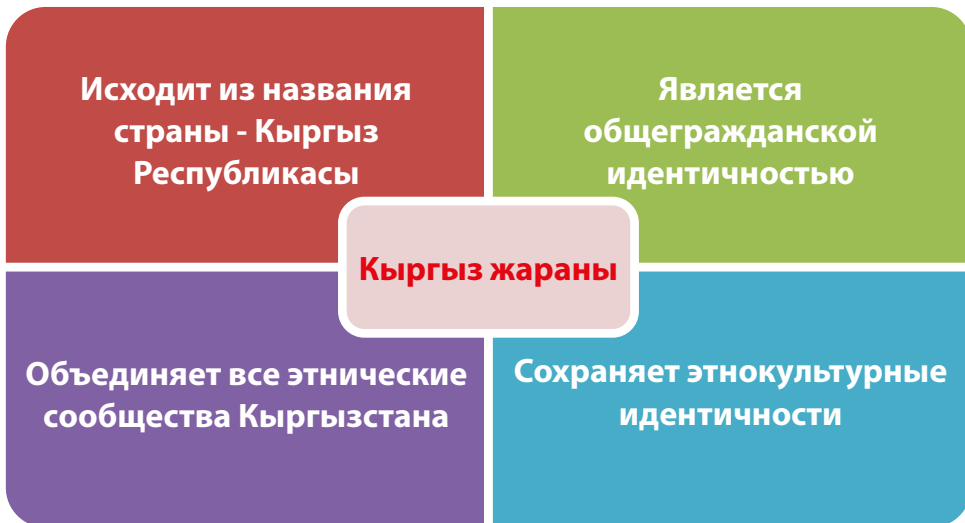 Исходит из названия
страны - Кыргыз
Республикасы
Является
общегражданской
идентичностью
Кыргыз жараны
Объединяет все этнические
сообщества Кыргызстана
Сохраняет этнокультурные
идентичности